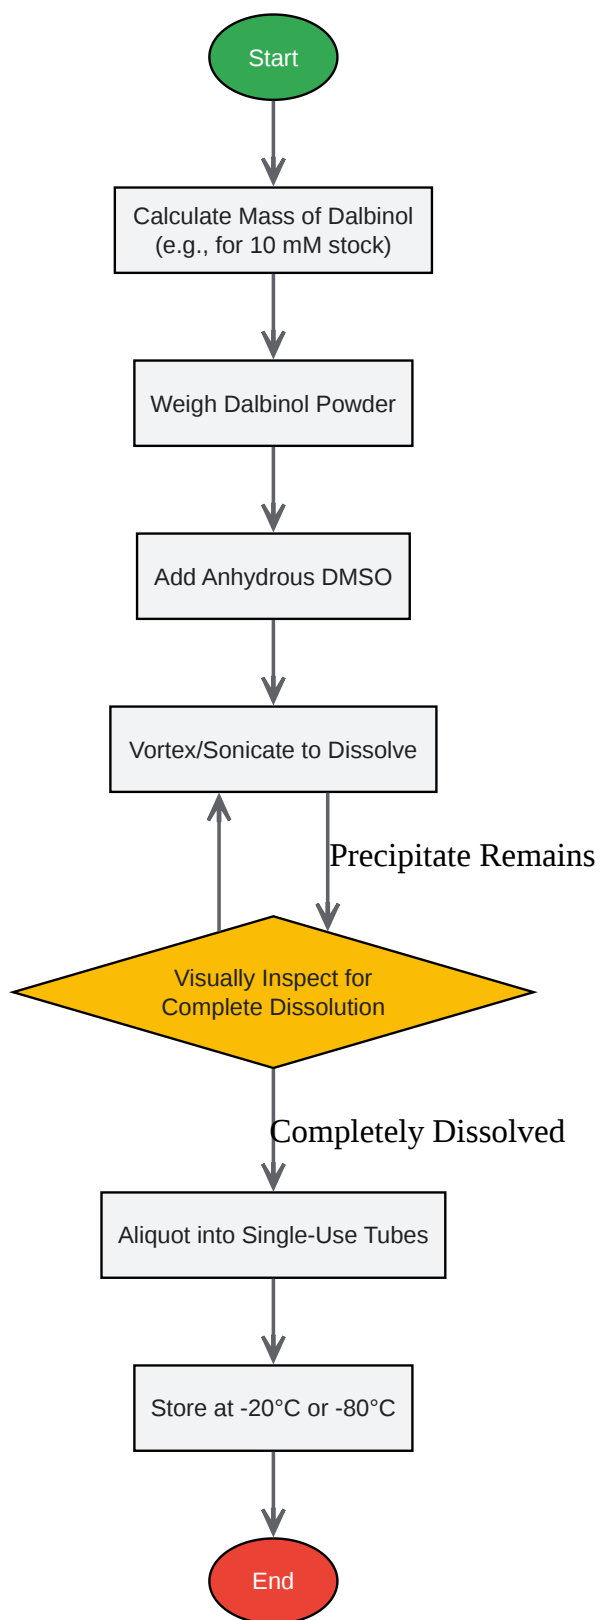 Start
Calculate Mass of Dalbinol
(e.g., for 10 mM stock)
Weigh Dalbinol Powder
Add Anhydrous DMSO
Vortex/Sonicate to Dissolve
Precipitate Remains
Visually Inspect for
Complete Dissolution
Completely Dissolved
Aliquot into Single-Use Tubes
Store at -20°C or -80°C
End